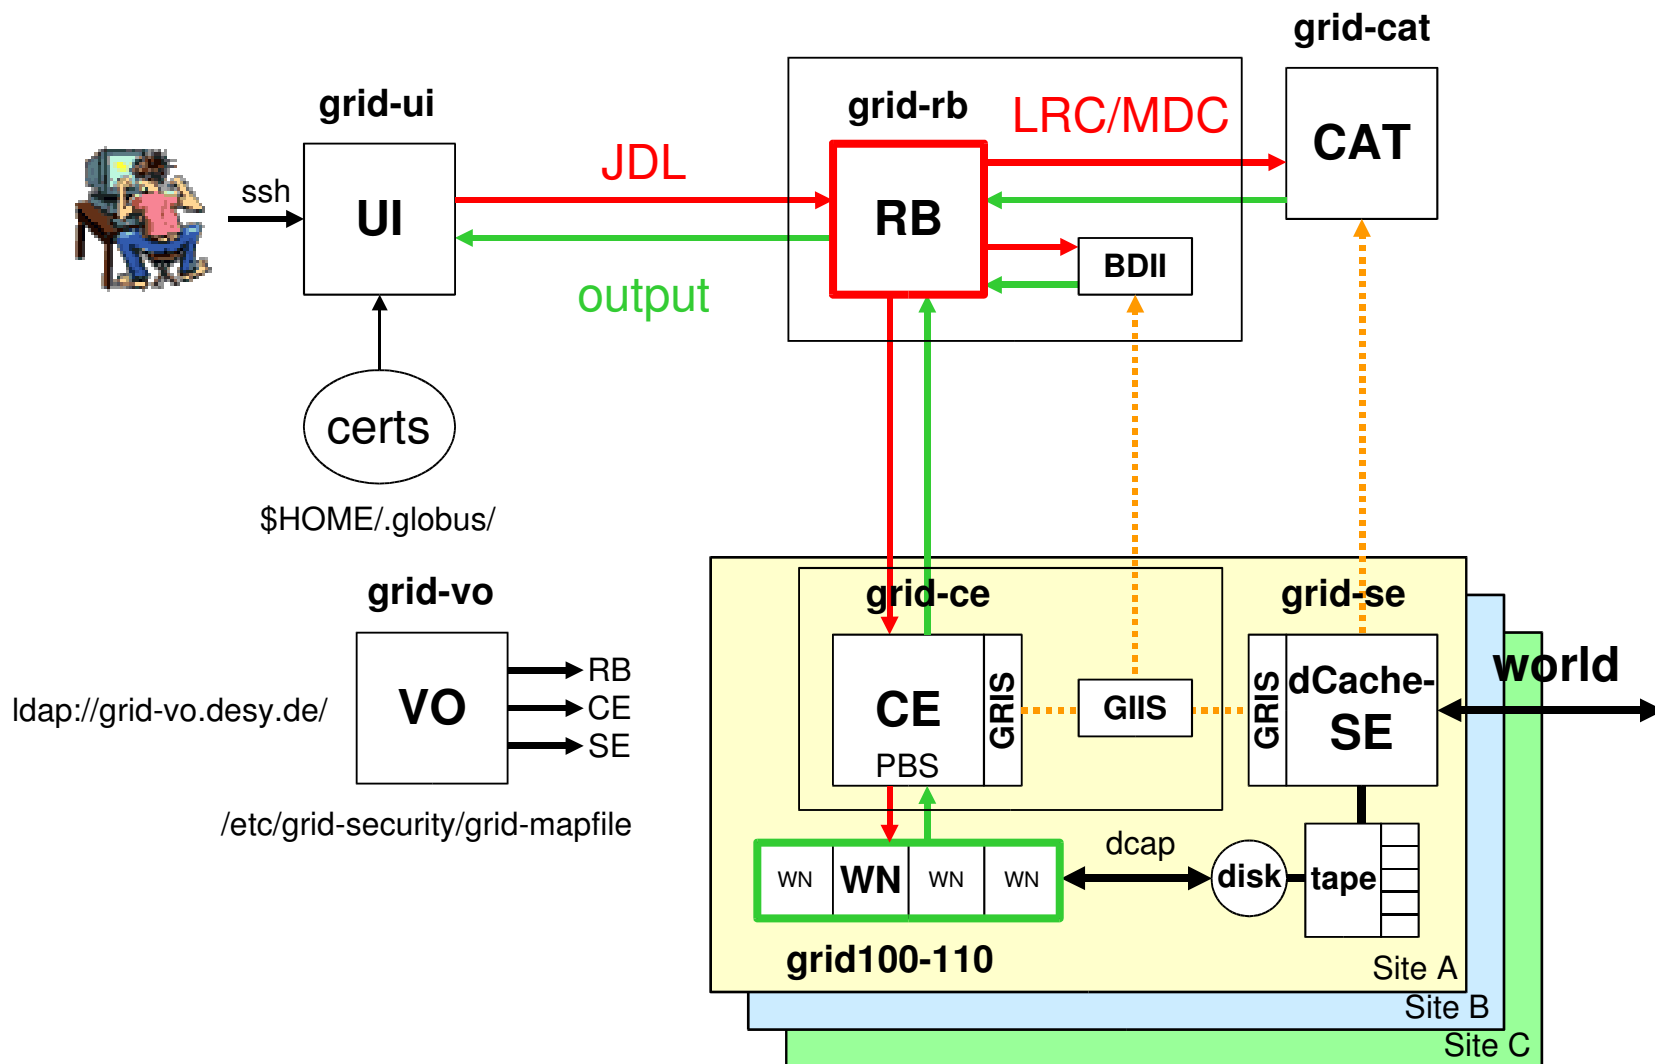 grid-cat
grid-ui
grid-rb
LRC/MDC
CAT
JDL
ssh
UI
RB
BDII
output
certs
$HOME/.globus/
grid-vo
grid-ce
grid-se
RB
world
ldap://grid-vo.desy.de/
VO
CE
SE
CE
PBS
GRIS
GIIS
GRIS
dCache-
SE
/etc/grid-security/grid-mapfile
dcap
WN
WN
WN
WN
disk
tape
grid100-110
Site A
Site B
Site C